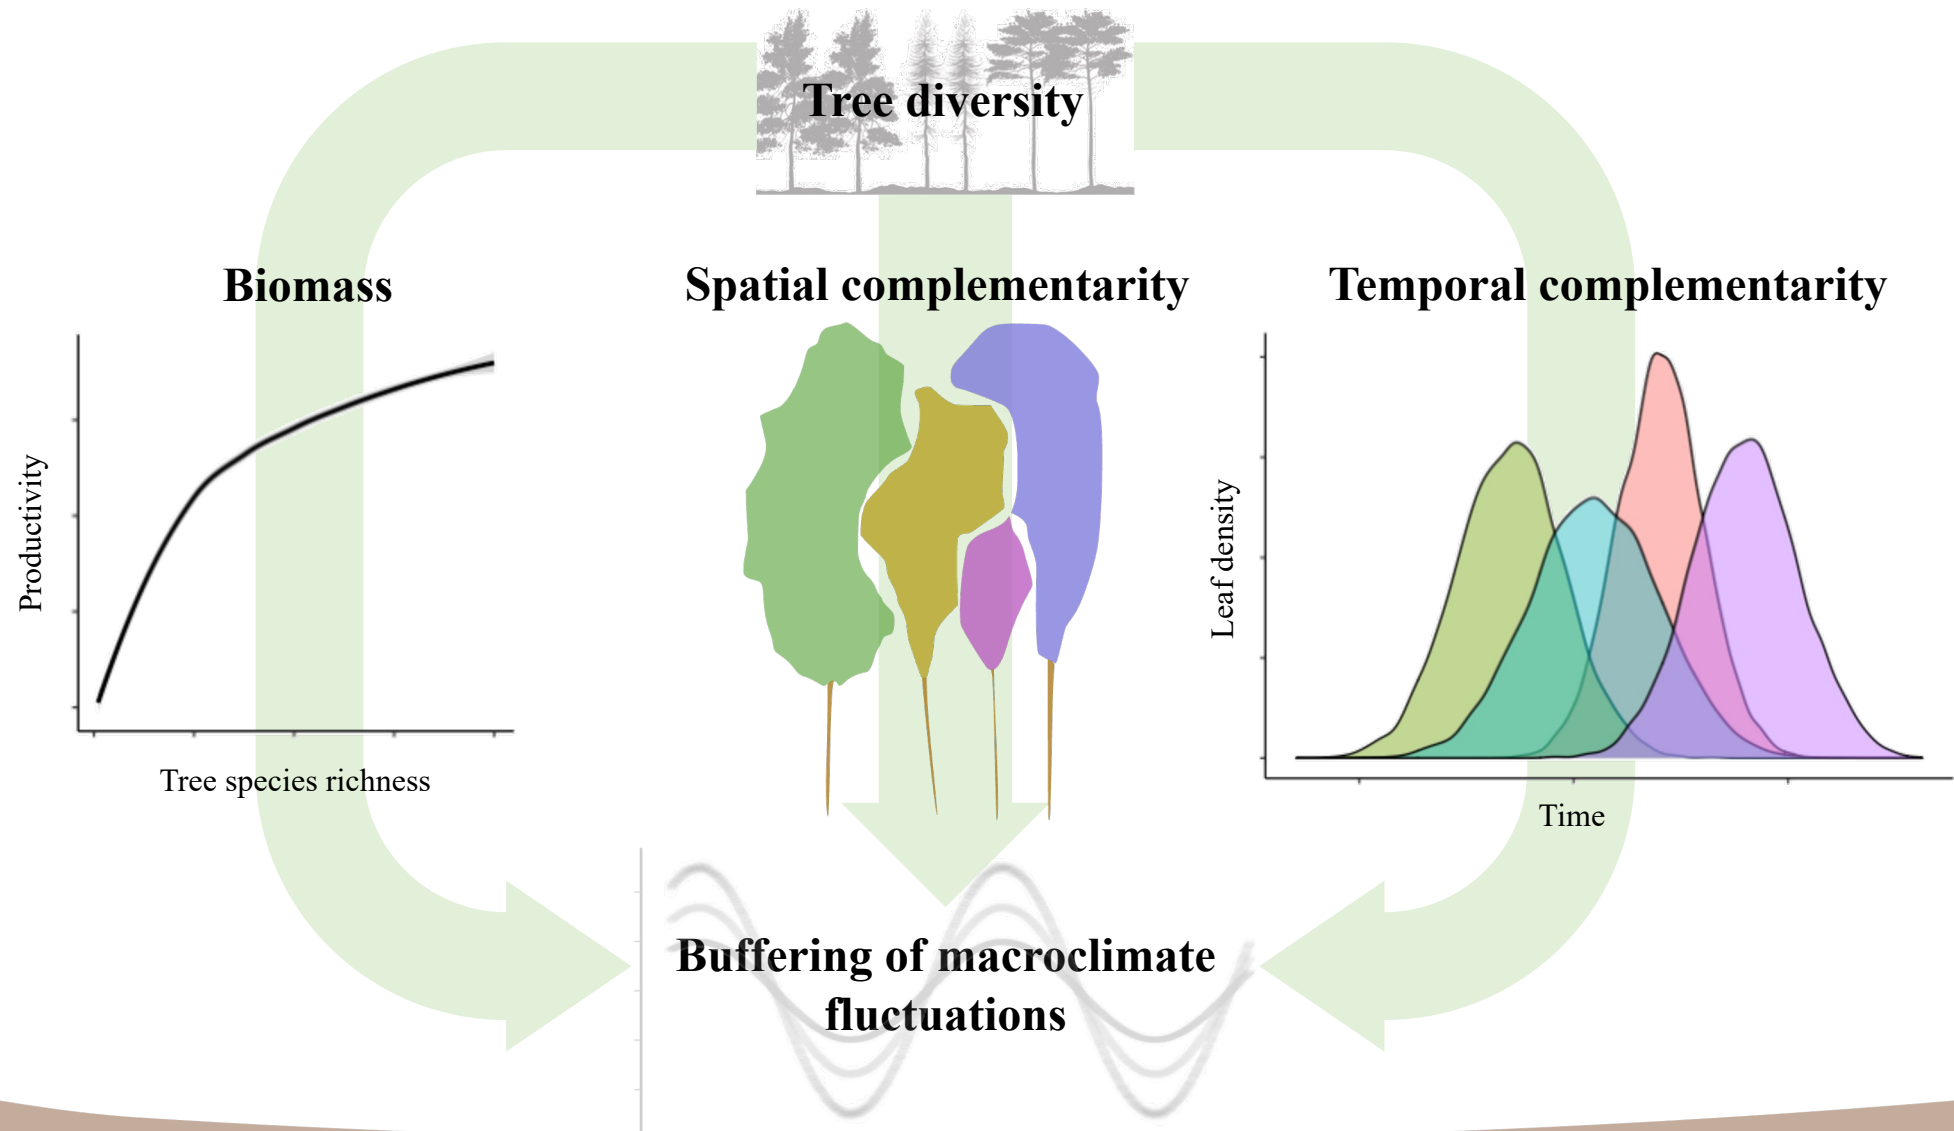 Tree diversity
Biomass
Spatial complementarity
Temporal complementarity
Productivity
Tree species richness
Leaf density
Time
Buffering of macroclimate
fluctuations